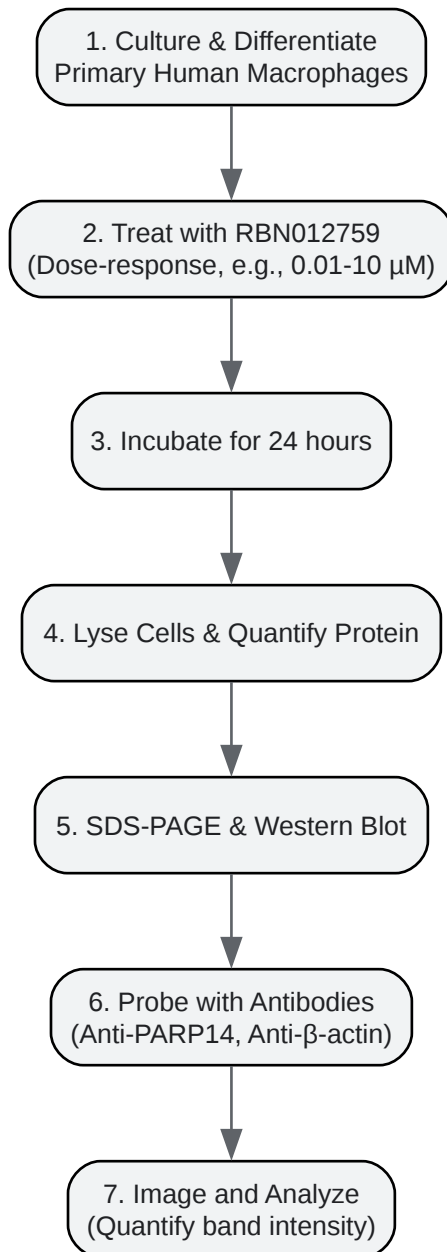 1. Culture & Differentiate
Primary Human Macrophages
2. Treat with RBN012759
(Dose-response, e.g., 0.01-10 µM)
3. Incubate for 24 hours
4. Lyse Cells & Quantify Protein
5. SDS-PAGE & Western Blot
6. Probe with Antibodies
(Anti-PARP14, Anti-β-actin)
7. Image and Analyze
(Quantify band intensity)